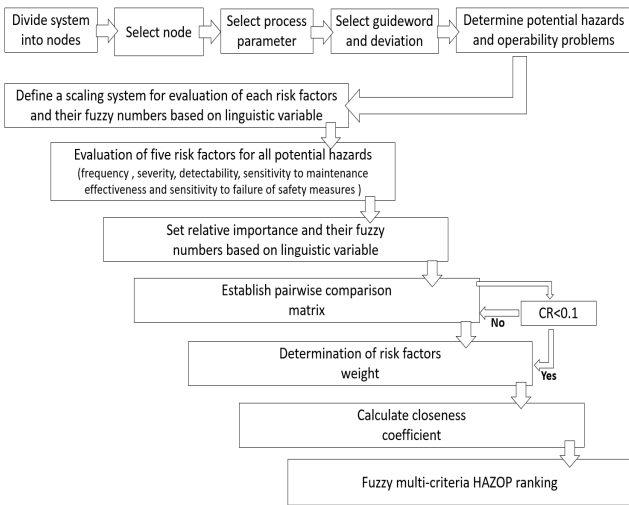 Divide system
into nodes
Select node
Select process
parameter
Select guideword
and deviation
Determine potential hazards
and operability problems
Define a scaling system for evaluation of each risk factors
and their fuzzy numbers based on linguistic variable
Evaluation of five risk factors for all potential hazards
(frequency , severity, detectability, sensitivity to maintenance
effectiveness and sensitivity to failure of safety measures )
Set relative importance and their fuzzy
numbers based on linguistic variable
Establish pairwise comparison
matrix
CR<0.1
No
Determination of risk factors
weight
Yes
Calculate closeness
coefficient
Fuzzy multi-criteria HAZOP ranking